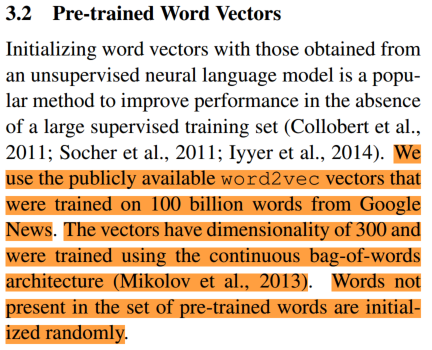 3.2 Pre-trained Word Vectors
Initializing word vectors with those obtained from
an unsupervised neural language model is a popu-
lar method to improve performance in the absence
of a large supervised training set (Collobert et al.,
2011; Socher et al., 2011; Iyyer et al., 2014). We
use the publicly available word2vec vectors that
were trained on 100 billion words from Google
News. The vectors have dimensionality of 300 and
were trained using the continuous bag-of-words
architecture (Mikolov et al., 2013). Words not
present in the set of pre-trained words are initial-
ized randomly.